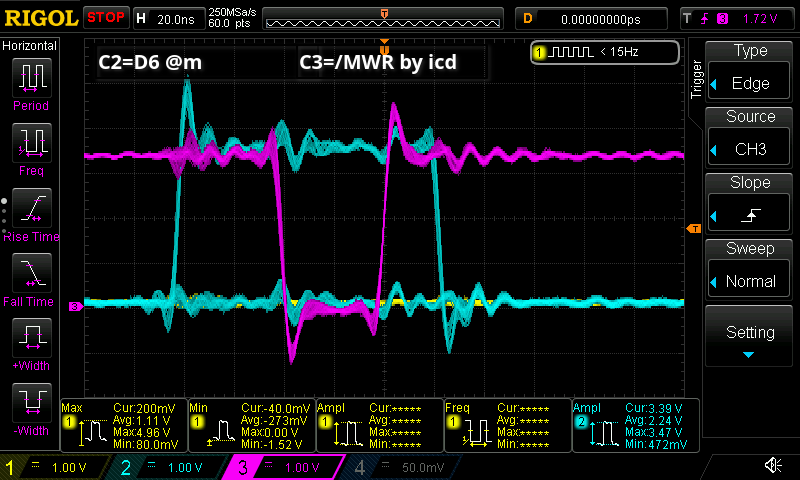 RIGOL STOP H 20.0ns 250MSa/s 60.0 pts T D 0.00000000ps T 3 1.72 V
Horizontal
Period
Freq
Rise Time
Fall Time
+Width
-Width
C2=D6 @m C3=/MWR by icd
1 < 15Hz
T
T
3
Trigger
Type
Edge
Source
CH3
Slope
Sweep
Normal
Setting
Max Cur:200mV Min Cur:-40.0mV Ampl Cur:***** Freq Cur:***** Ampl Cur:3.39 V
1 Avg:1.11 V 1 Avg:-273mV 1 Avg:***** 1 Avg:***** 2 Avg:2.24 V
Max:4.96 V Max:0.00 V Max:***** Max:***** Max:3.47 V
Min:80.0mV Min:-1.52 V Min:***** Min:***** Min:472mV
1 1.00 V 2 1.00 V 3 1.00 V 4 50.0mV